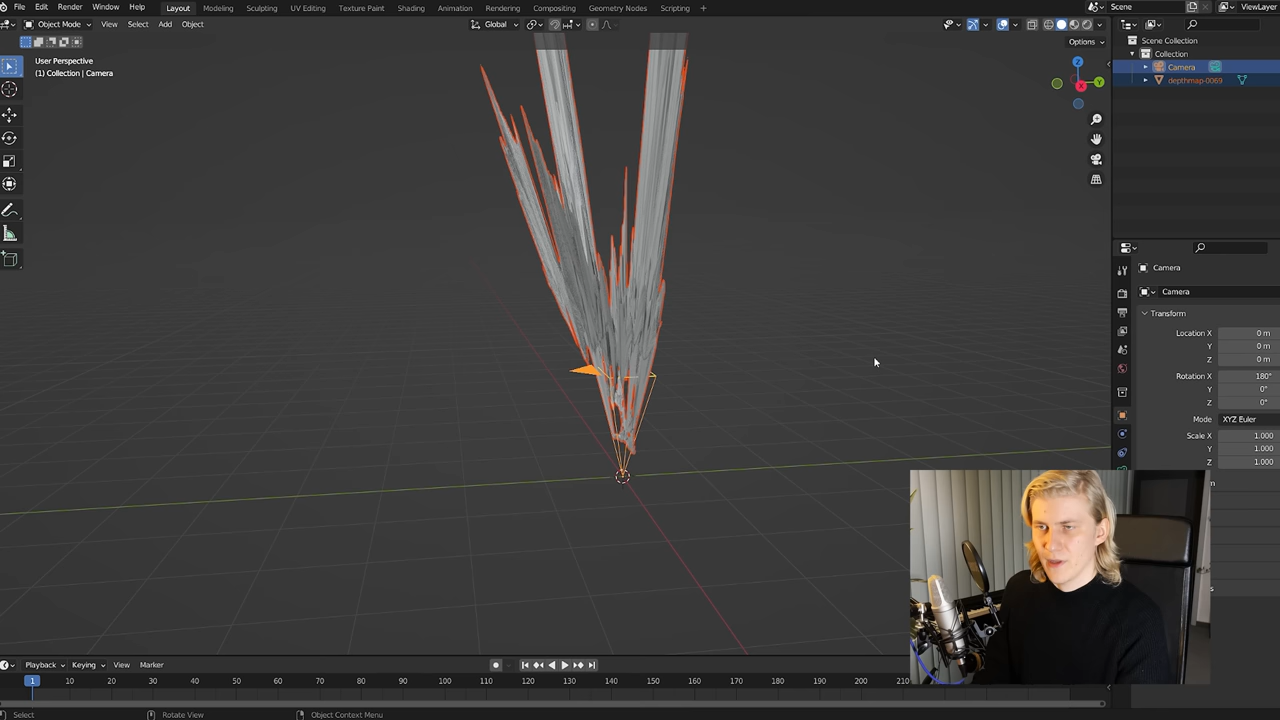 File Edit Render Window Help Layout Modeling Sculpting UV Editing Texture Paint Shading Animation Rendering Compositing Geometry Nodes Scripting + Scene ViewLayer
Object Mode View Select Add Object Global
Options
User Perspective
(1) Collection | Camera
Z
Y
X
Scene Collection
Collection
Camera
depthmap-0069
Camera
Camera
Transform
Location X 0 m
Y 0 m
Z 0 m
Rotation X 180°
Y 0°
Z 0°
Mode XYZ Euler
Scale X 1.000
Y 1.000
Z 1.000
Playback Keying View Marker
1 10 20 30 40 50 60 70 80 90 100 110 120 130 140 150 160 170 180 190 200 210
Select Rotate View Object Context Menu